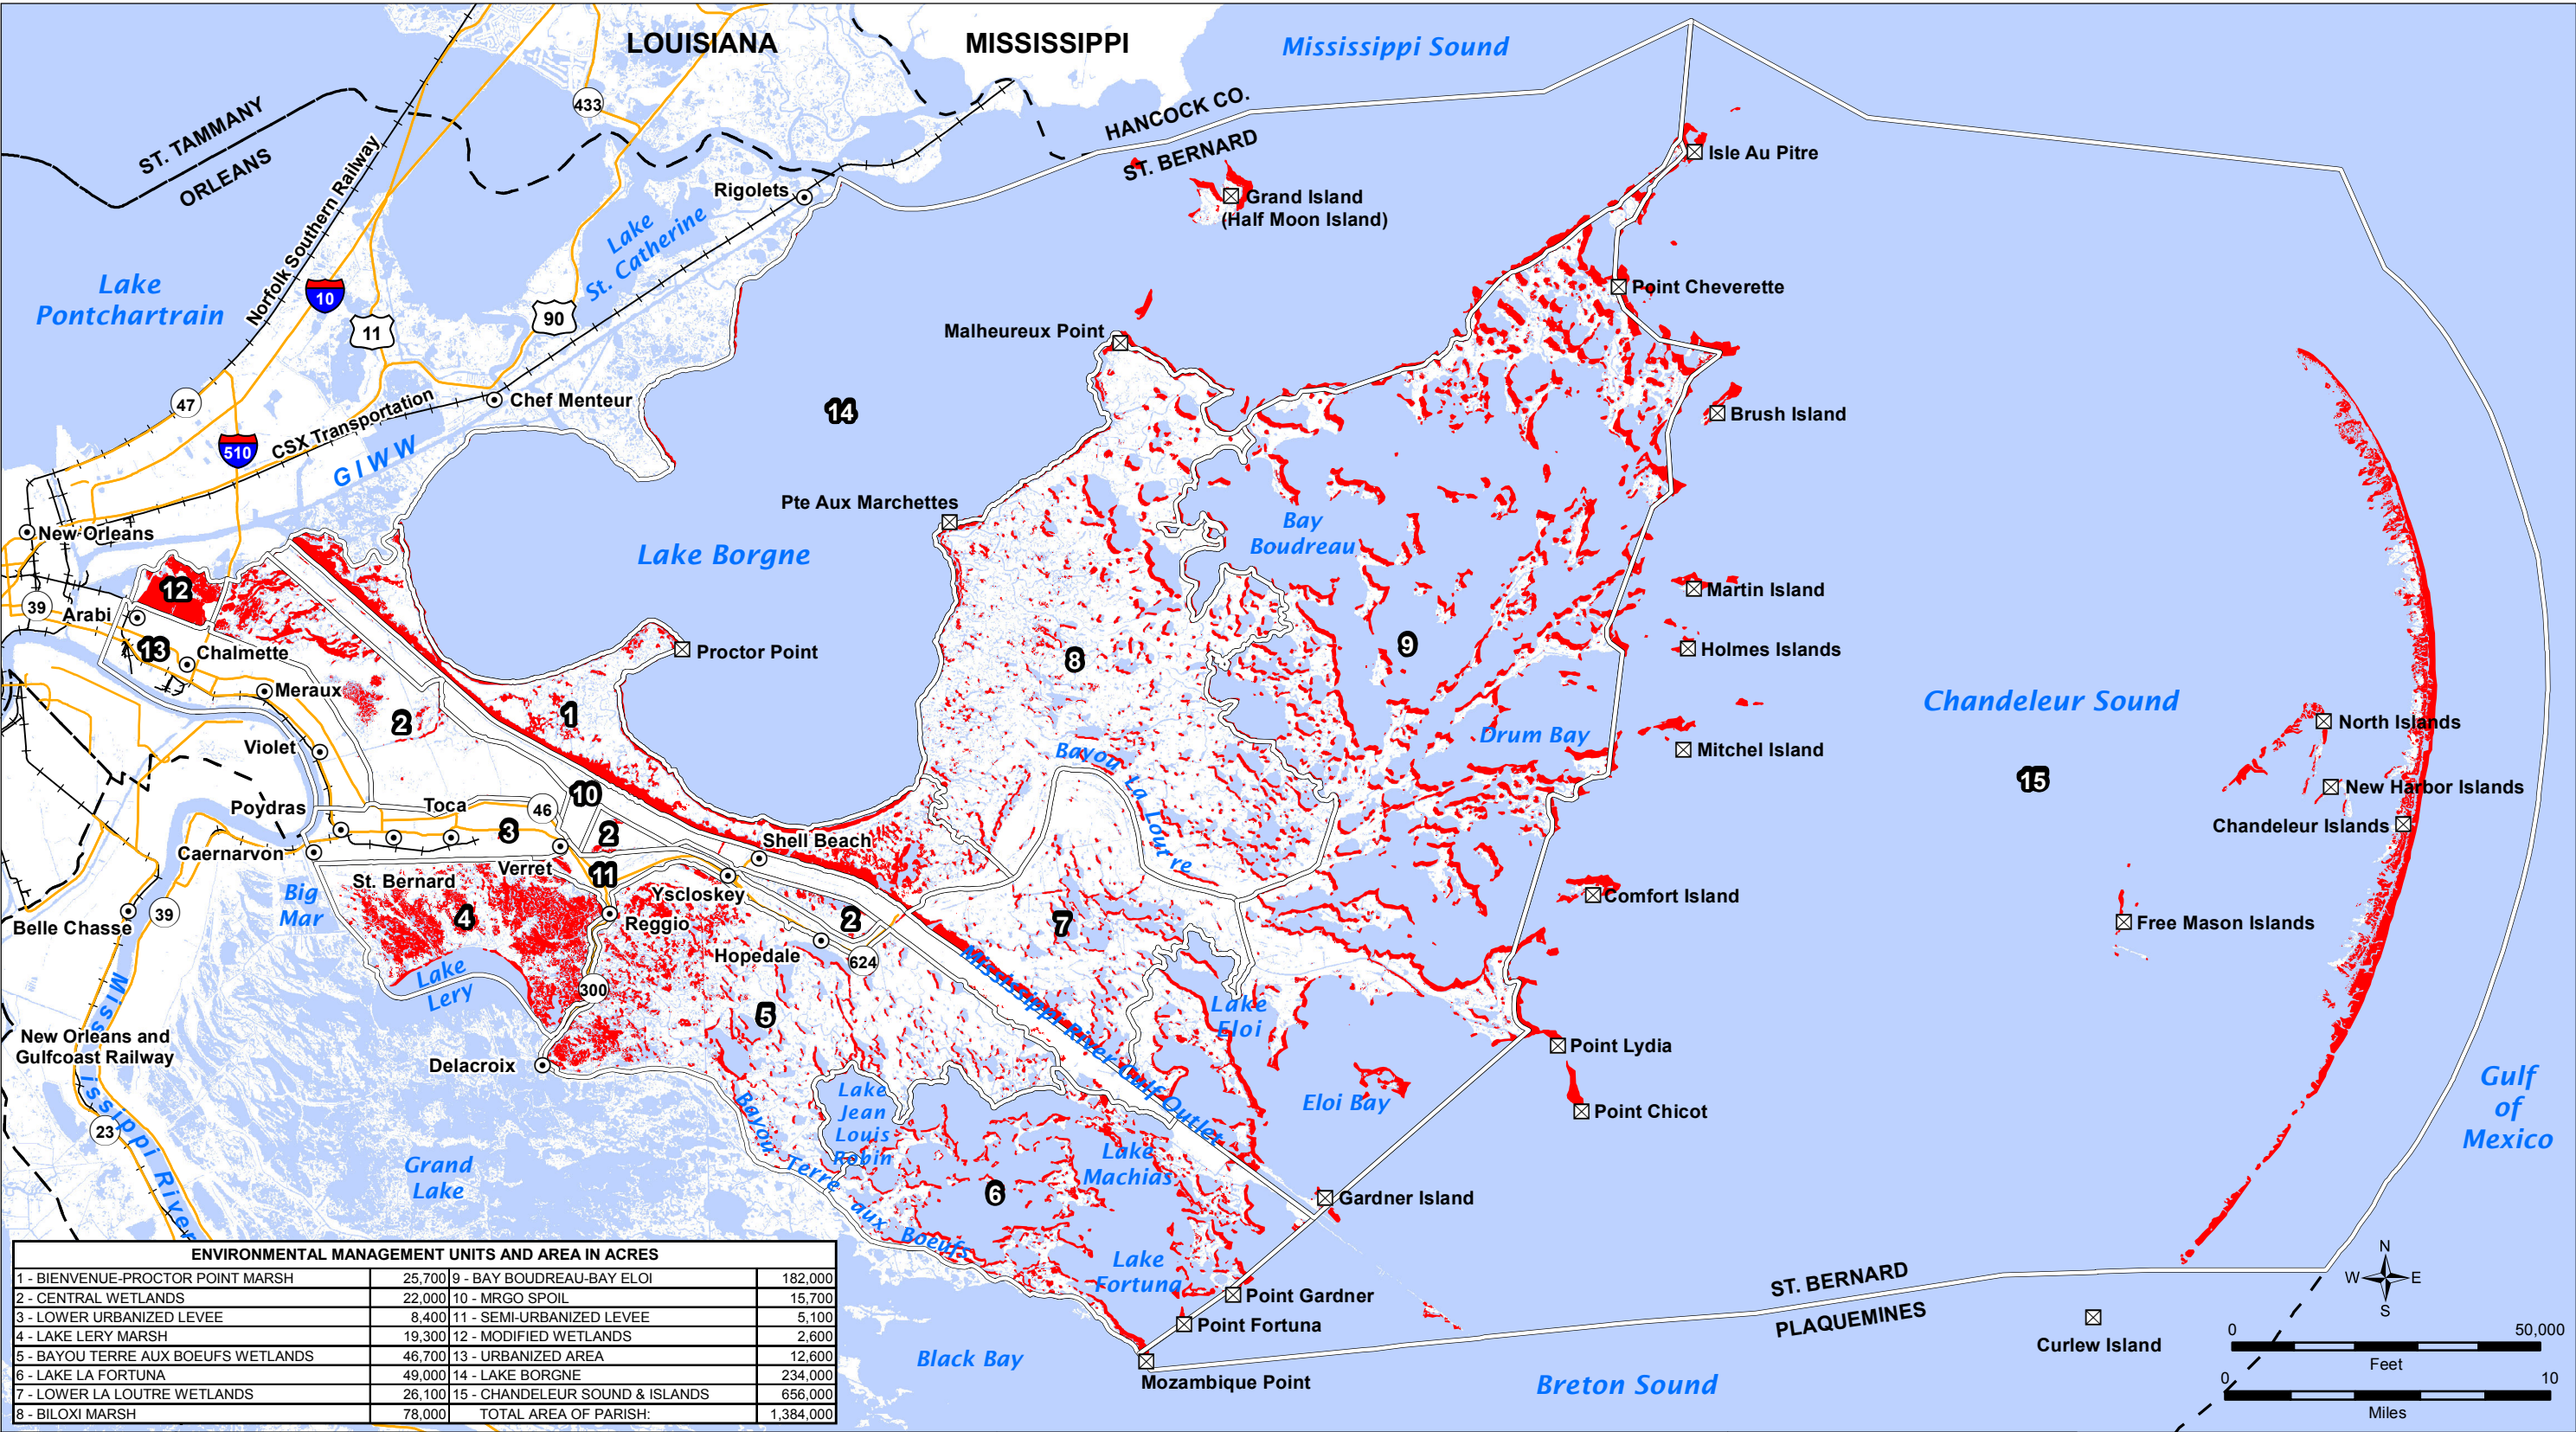 LOUISIANA
MISSISSIPPI
Mississippi Sound
433
ST. TAMMANY
ORLEANS
HANCOCK CO.
ST. BERNARD
Norfolk Southern Railway
Isle Au Pitre
Rigolets
Grand Island
(Half Moon Island)
Lake
St. Catherine
Lake
Pontchartrain
10
11
90
Point Cheverette
Malheureux Point
47
Chef Menteur
14
Brush Island
CSX Transportation
510
GIWW
Pte Aux Marchettes
New Orleans
Bay
Boudreau
Lake Borgne
12
39
Arabi
13
Chalmette
Martin Island
Proctor Point
8
9
Holmes Islands
Meraux
1
2
Chandeleur Sound
North Islands
Violet
Drum Bay
Mitchel Island
Bayou La Loutre
15
New Harbor Islands
10
Poydras
Toca
46
3
2
Shell Beach
Chandeleur Islands
Caernarvon
Verret
11
St. Bernard
Yscloskey
Big
Mar
4
Comfort Island
39
Belle Chasse
Reggio
2
7
Free Mason Islands
Hopedale
624
Lake
Lery
300
Mississippi River Gulf Outlet
5
Lake
Eloi
New Orleans and
Gulfcoast Railway
Mississippi River
Point Lydia
Delacroix
Lake
Jean
Louis
Robin
Eloi Bay
Point Chicot
Gulf
of
Mexico
23
Bayou Terre aux Boeufs
Grand
Lake
Lake
Machias
6
Gardner Island
Lake
Fortuna
Point Gardner
Point Fortuna
Black Bay
Mozambique Point
Breton Sound
ST. BERNARD
PLAQUEMINES
Curlew Island
N
W E
S
0 50,000
Feet
0 10
Miles
ENVIRONMENTAL MANAGEMENT UNITS AND AREA IN ACRES
1 - BIENVENUE-PROCTOR POINT MARSH 25,700 9 - BAY BOUDREAU-BAY ELOI 182,000
2 - CENTRAL WETLANDS 22,000 10 - MRGO SPOIL 15,700
3 - LOWER URBANIZED LEVEE 8,400 11 - SEMI-URBANIZED LEVEE 5,100
4 - LAKE LERY MARSH 19,300 12 - MODIFIED WETLANDS 2,600
5 - BAYOU TERRE AUX BOEUFS WETLANDS 46,700 13 - URBANIZED AREA 12,600
6 - LAKE LA FORTUNA 49,000 14 - LAKE BORGNE 234,000
7 - LOWER LA LOUTRE WETLANDS 26,100 15 - CHANDELEUR SOUND & ISLANDS 656,000
8 - BILOXI MARSH 78,000 TOTAL AREA OF PARISH: 1,384,000